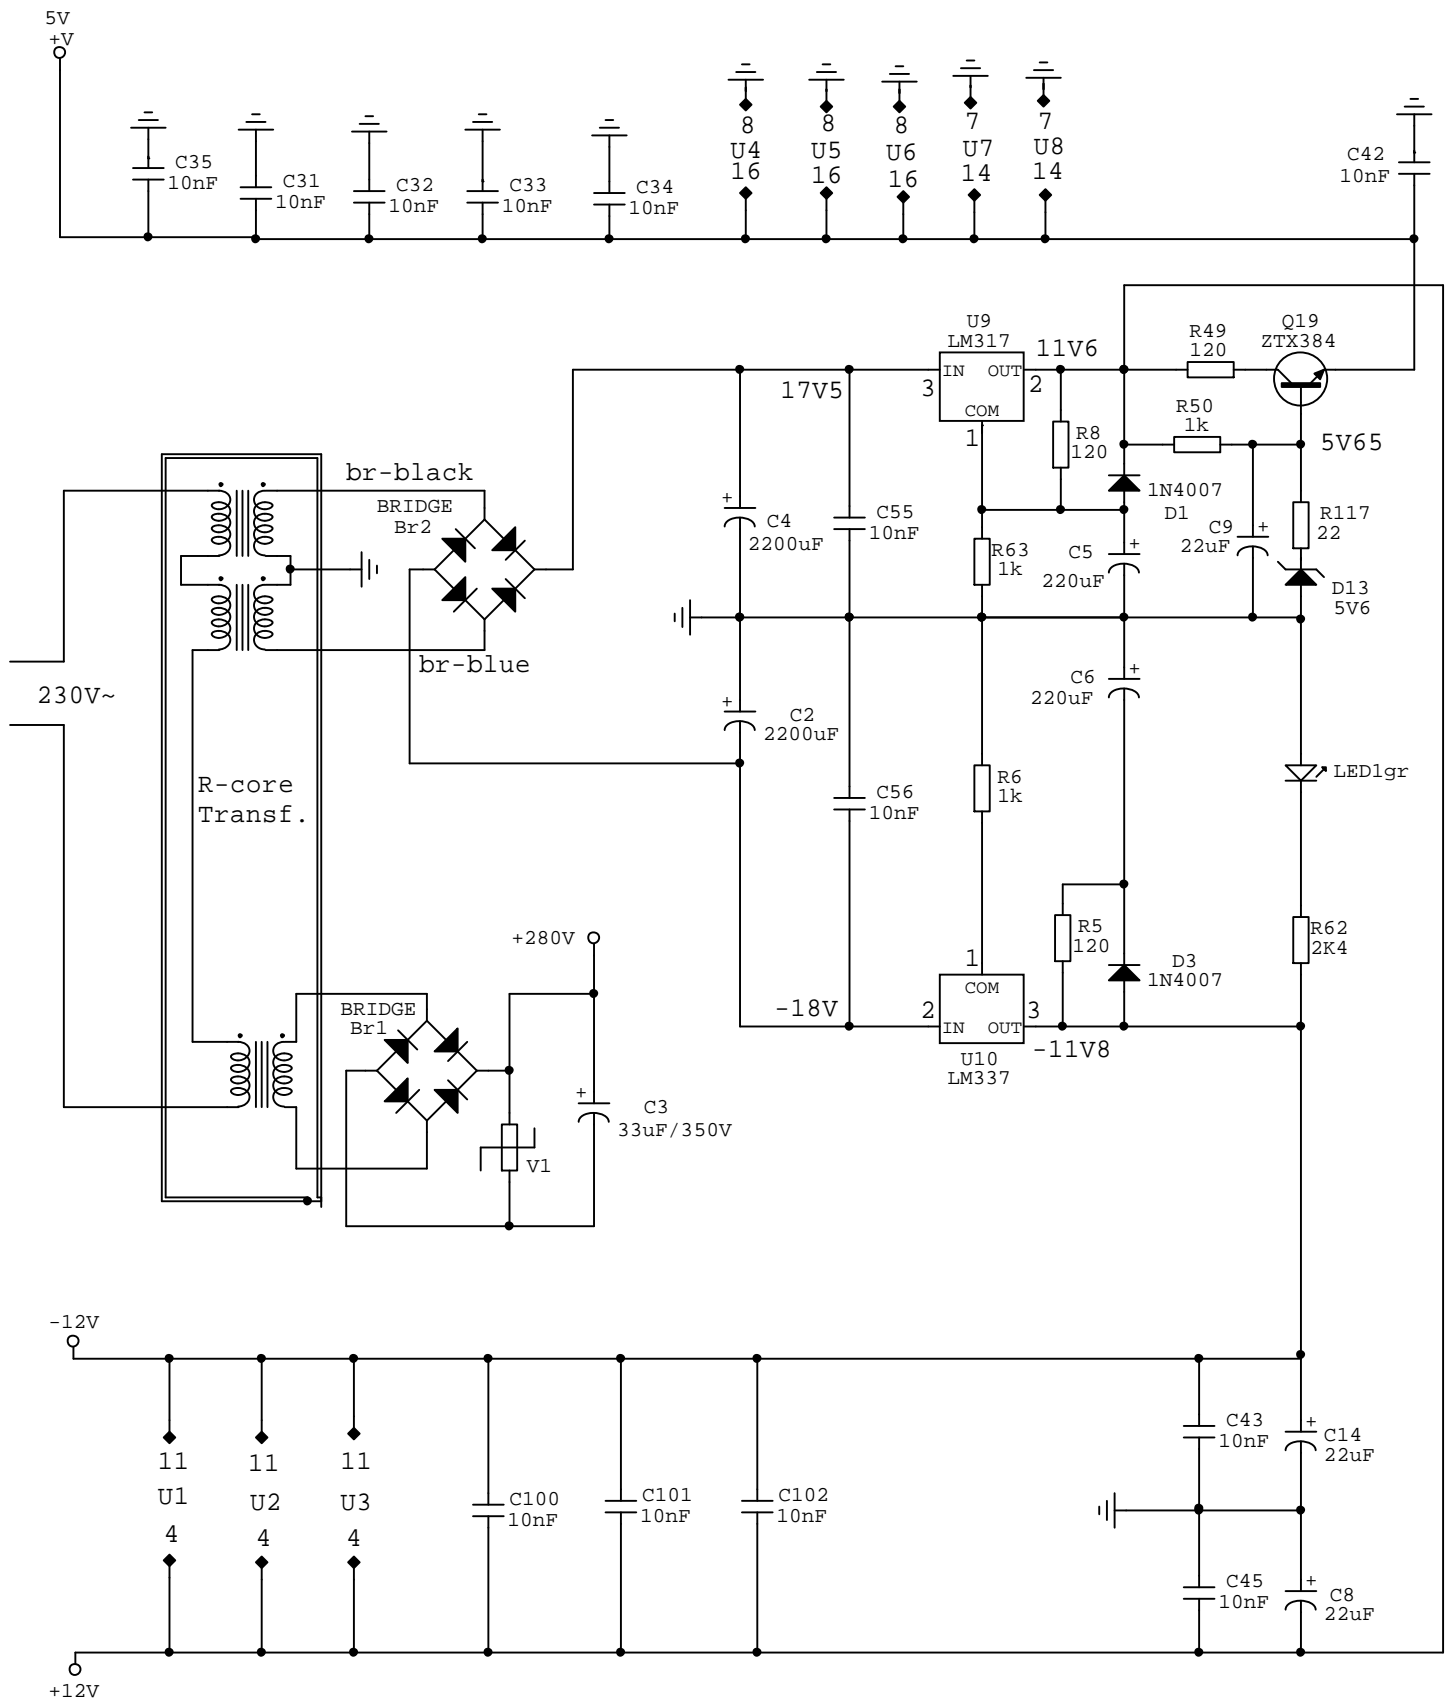 5V
+V
C35
10nF
C31
10nF
C32
10nF
C33
10nF
C34
10nF
8
U4
16
8
U5
16
8
U6
16
7
U7
14
7
U8
14
C42
10nF
U9
LM317
IN OUT
COM
3
2
1
17V5
11V6
R49
120
Q19
ZTX384
R50
1k
5V65
R8
120
1N4007
D1
C9
22uF
+
R117
22
D13
5V6
br-black
BRIDGE
Br2
br-blue
+
C4
2200uF
C55
10nF
R63
1k
C5
220uF
+
230V~
R-core
Transf.
+
C2
2200uF
C56
10nF
R6
1k
C6
220uF
+
LED1gr
R5
120
D3
1N4007
R62
2K4
+280V
BRIDGE
Br1
+
C3
33uF/350V
V1
-18V
1
COM
2
IN OUT
3
-11V8
U10
LM337
-12V
11
U1
4
11
U2
4
11
U3
4
C100
10nF
C101
10nF
C102
10nF
C43
10nF
+
C14
22uF
C45
10nF
+
C8
22uF
+12V